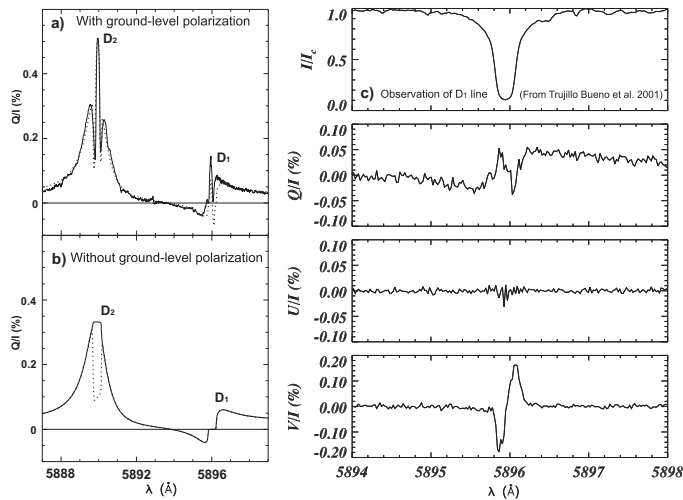 a) With ground-level polarization
D2
D1
Q/I (%)
0.4
0.2
0
b) Without ground-level polarization
D2
D1
Q/I (%)
0.4
0.2
0
5888 5892 5896
λ (Å)
I/Ic
1.0
0.5
0.0
c) Observation of D1 line (From Trujillo Bueno et al. 2001)
Q/I (%)
0.10
0.05
0.00
-0.05
-0.10
U/I (%)
0.10
0.05
0.00
-0.05
-0.10
V/I (%)
0.20
0.10
0.00
-0.10
-0.20
5894 5895 5896 5897 5898
λ (Å)